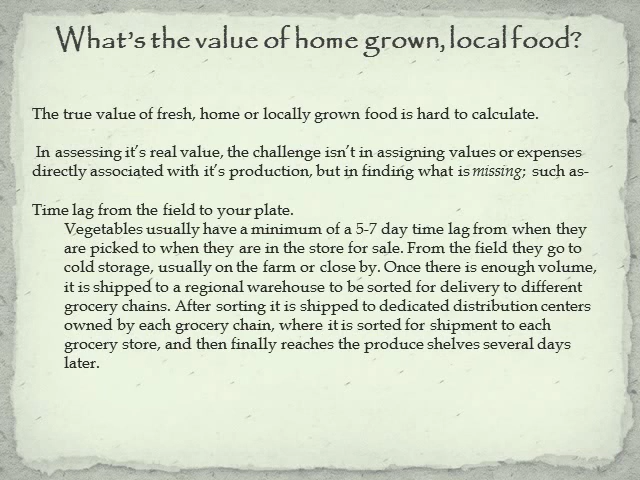 What's the value of home grown, local food?
The true value of fresh, home or locally grown food is hard to calculate.
In assessing it's real value, the challenge isn't in assigning values or expenses
directly associated with it's production, but in finding what is missing; such as-
Time lag from the field to your plate.
Vegetables usually have a minimum of a 5-7 day time lag from when they
are picked to when they are in the store for sale. From the field they go to
cold storage, usually on the farm or close by. Once there is enough volume,
it is shipped to a regional warehouse to be sorted for delivery to different
grocery chains. After sorting it is shipped to dedicated distribution centers
owned by each grocery chain, where it is sorted for shipment to each
grocery store, and then finally reaches the produce shelves several days
later.